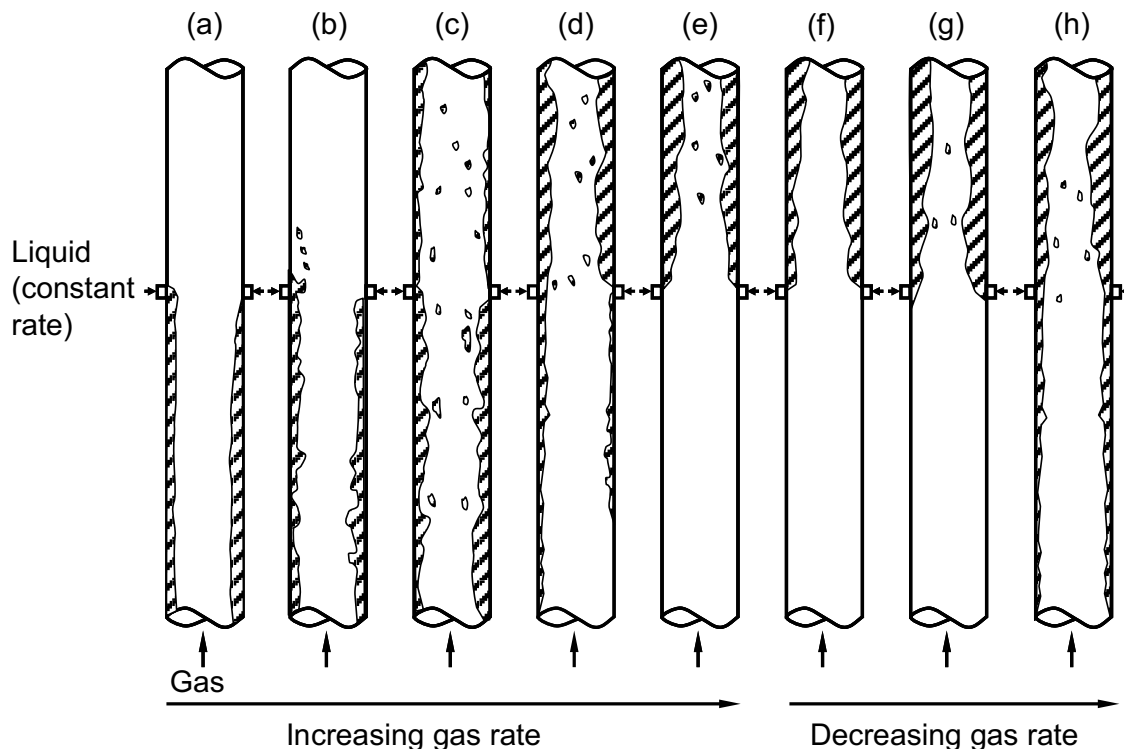 (a) (b) (c) (d) (e) (f) (g) (h)
Liquid
(constant
rate)
Gas
Increasing gas rate
Decreasing gas rate